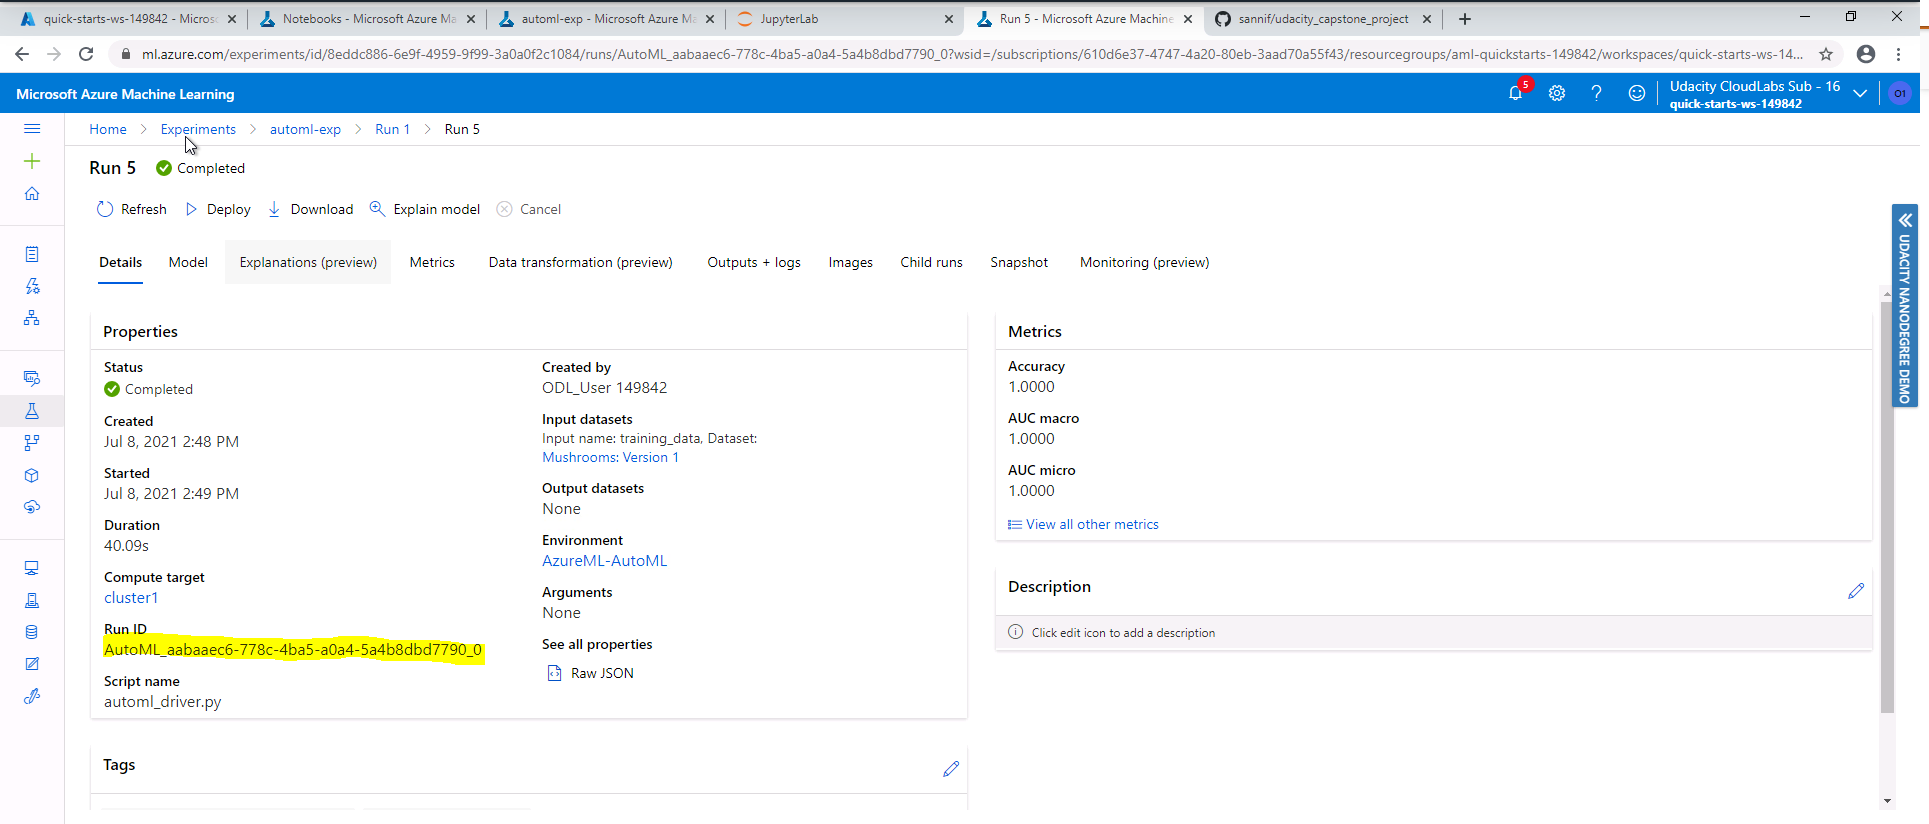 quick-starts-ws-149842 - Microso
Notebooks - Microsoft Azure Ma
automl-exp - Microsoft Azure Ma
JupyterLab
Run 5 - Microsoft Azure Machine
sannif/udacity_capstone_project
ml.azure.com/experiments/id/8eddc886-6e9f-4959-9f99-3a0a0f2c1084/runs/AutoML_aabaaec6-778c-4ba5-a0a4-5a4b8dbd7790_0?wsid=/subscriptions/610d6e37-4747-4a20-80eb-3aad70a55f43/resourcegroups/aml-quickstarts-149842/workspaces/quick-starts-ws-14...
Microsoft Azure Machine Learning
5
Udacity CloudLabs Sub - 16
quick-starts-ws-149842
O1
Home > Experiments > automl-exp > Run 1 > Run 5
Run 5 Completed
Refresh Deploy Download Explain model Cancel
Details Model Explanations (preview) Metrics Data transformation (preview) Outputs + logs Images Child runs Snapshot Monitoring (preview)
Properties
Status
Completed
Created
Jul 8, 2021 2:48 PM
Started
Jul 8, 2021 2:49 PM
Duration
40.09s
Compute target
cluster1
Run ID
AutoML_aabaaec6-778c-4ba5-a0a4-5a4b8dbd7790_0
Script name
automl_driver.py
Created by
ODL_User 149842
Input datasets
Input name: training_data, Dataset:
Mushrooms: Version 1
Output datasets
None
Environment
AzureML-AutoML
Arguments
None
See all properties
Raw JSON
Metrics
Accuracy
1.0000
AUC macro
1.0000
AUC micro
1.0000
View all other metrics
Description
Click edit icon to add a description
Tags
UDACITY NANODEGREE DEMO